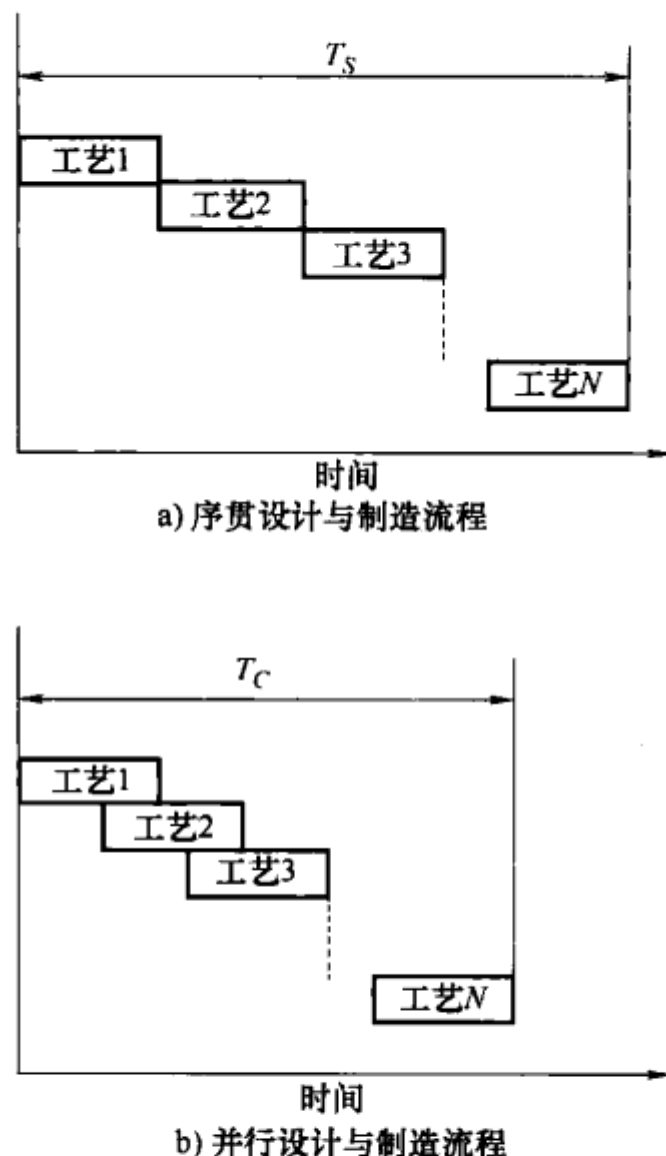 T_S
工艺1
工艺2
工艺3
工艺N
时间
a) 序贯设计与制造流程
T_C
工艺1
工艺2
工艺3
工艺N
时间
b) 并行设计与制造流程